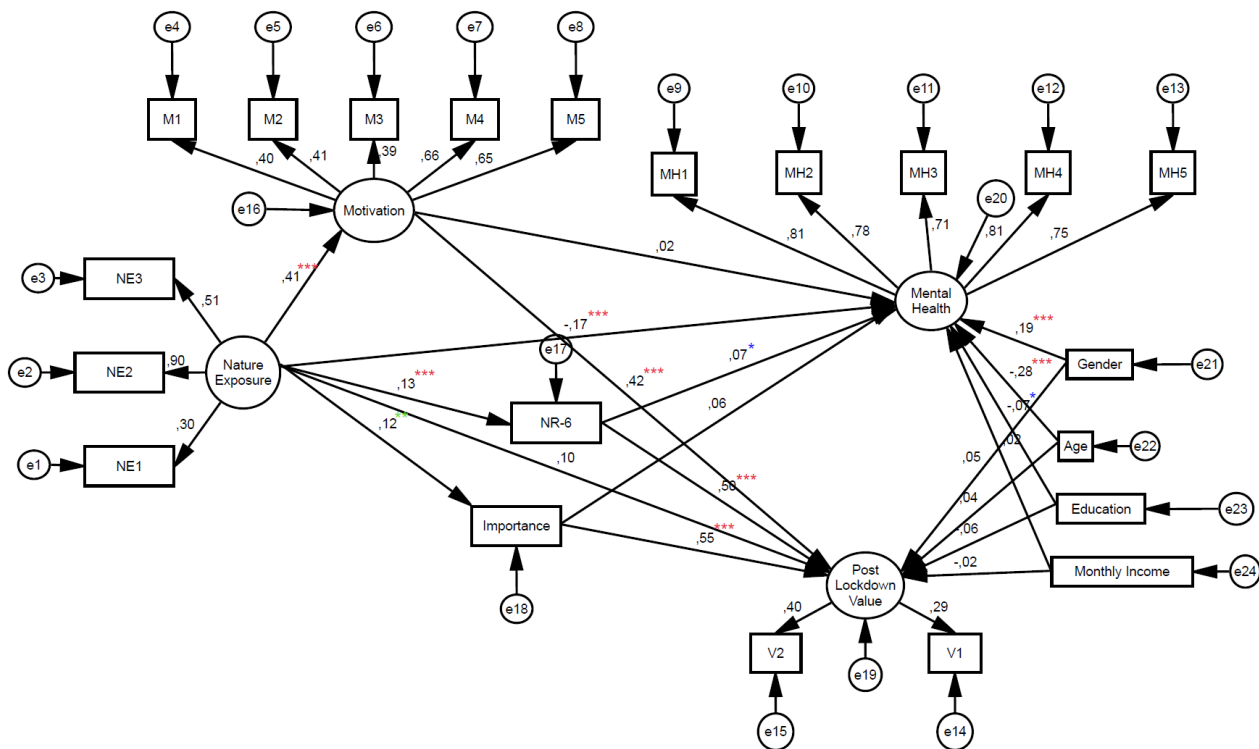 e4
e5
e6
e7
e8
M1
M2
M3
M4
M5
,40
,41
,39
,66
,65
e16
Motivation
e9
e10
e11
e12
e13
MH1
MH2
MH3
MH4
MH5
e20
,81
,78
,71
,81
,75
Mental
Health
,02
e3
NE3
,51
,41***
e2
NE2
,90
Nature
Exposure
e1
NE1
,30
-,17***
e17
,13***
,12**
NR-6
,07*
,42***
,06
,10
,50***
Importance
,55***
e18
,19***
Gender
e21
-,28***
-,07*
,02
Age
e22
,05
,04
Education
e23
-,06
-,02
Monthly Income
e24
Post
Lockdown
Value
,40
,29
V2
e19
V1
e15
e14